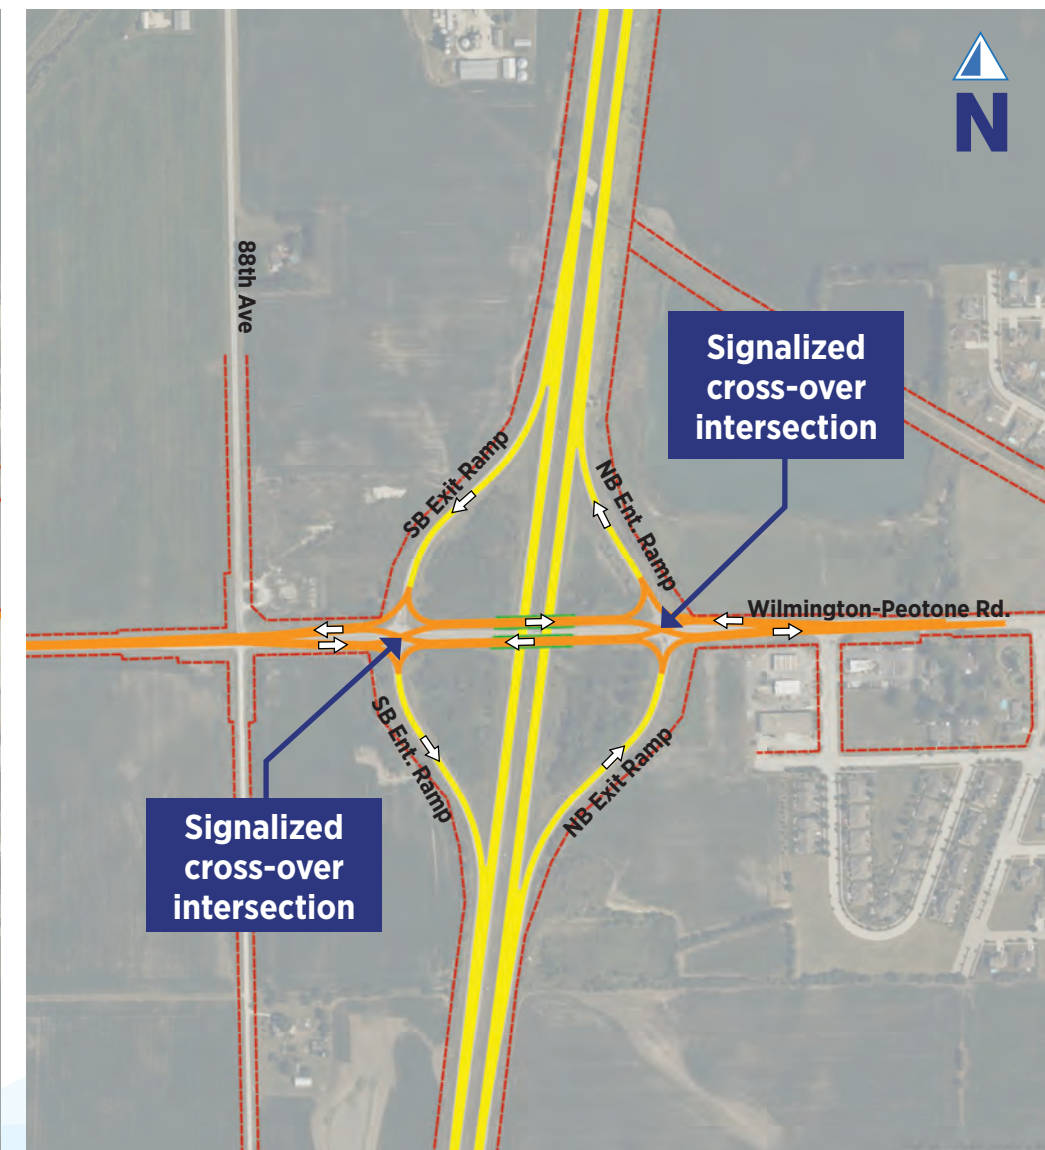 N
88th Ave
Signalized
cross-over
intersection
SB Exit Ramp
NB Ent. Ramp
Wilmington-Peotone Rd.
SB Ent. Ramp
NB Exit Ramp
Signalized
cross-over
intersection